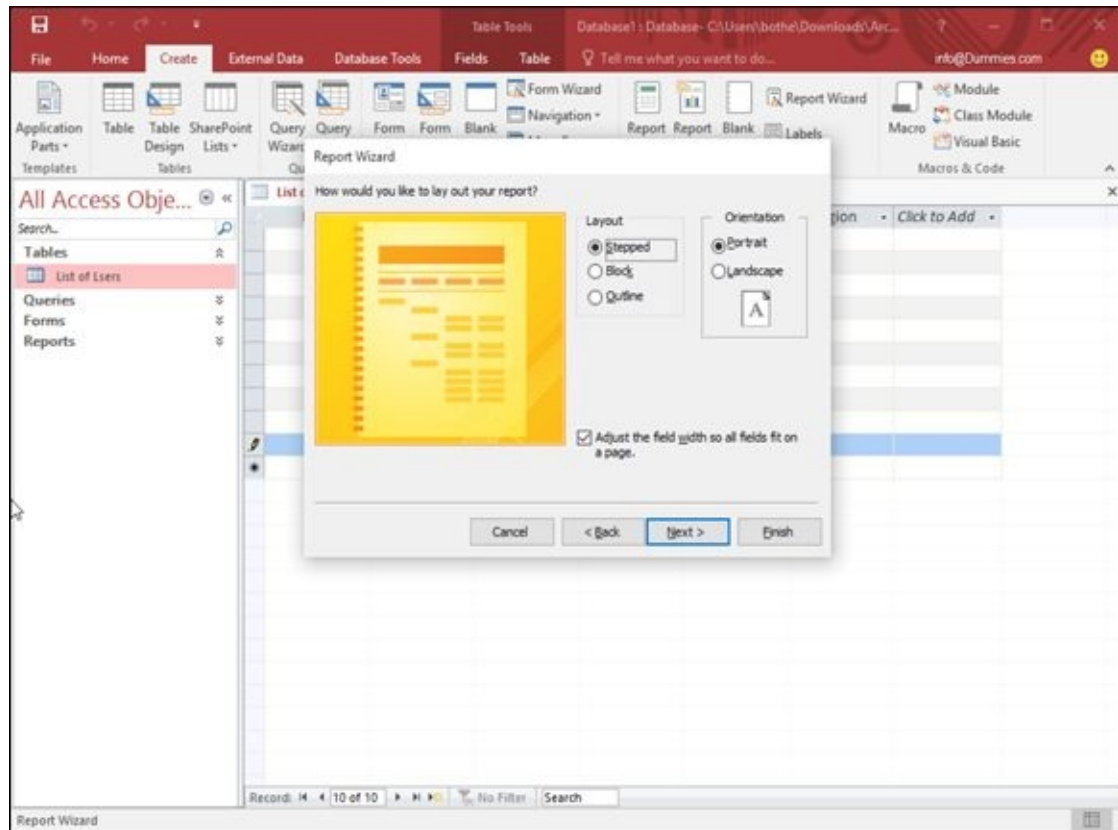 Table Tools Database1 : Database- C:\Users\bothe\Downloads\Arc... ?
File Home Create External Data Database Tools Fields Table Tell me what you want to do... info@Dummies.com
Form Wizard Report Wizard Module
Navigation Class Module
Application Table Table SharePoint Query Query Form Form Blank Report Report Blank Labels Macro
Parts Design Lists Visual Basic
Templates Tables Macros & Code
Report Wizard
All Access Obje... « List
How would you like to lay out your report?
Search... gion Click to Add
Layout Orientation
Tables Stepped Portrait
List of Lsers Block Landscape
Queries Outline
Forms A
Reports
Adjust the field width so all fields fit on
a page.
Cancel < Back Next > Finish
Record: 10 of 10 No Filter Search
Report Wizard